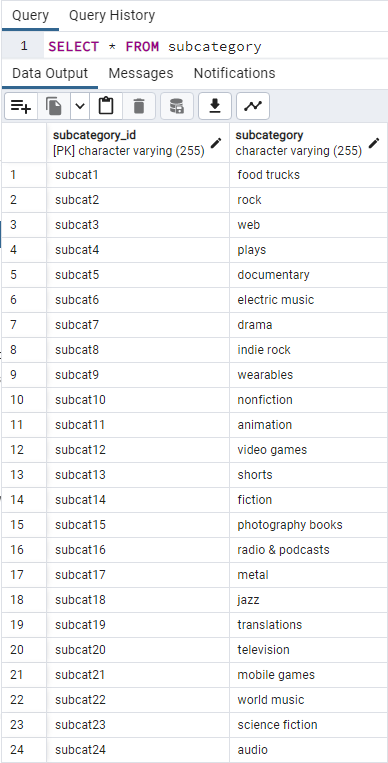 Query Query History
1 SELECT * FROM subcategory
Data Output Messages Notifications
subcategory_id subcategory
[PK] character varying (255) character varying (255)
1 subcat1 food trucks
2 subcat2 rock
3 subcat3 web
4 subcat4 plays
5 subcat5 documentary
6 subcat6 electric music
7 subcat7 drama
8 subcat8 indie rock
9 subcat9 wearables
10 subcat10 nonfiction
11 subcat11 animation
12 subcat12 video games
13 subcat13 shorts
14 subcat14 fiction
15 subcat15 photography books
16 subcat16 radio & podcasts
17 subcat17 metal
18 subcat18 jazz
19 subcat19 translations
20 subcat20 television
21 subcat21 mobile games
22 subcat22 world music
23 subcat23 science fiction
24 subcat24 audio